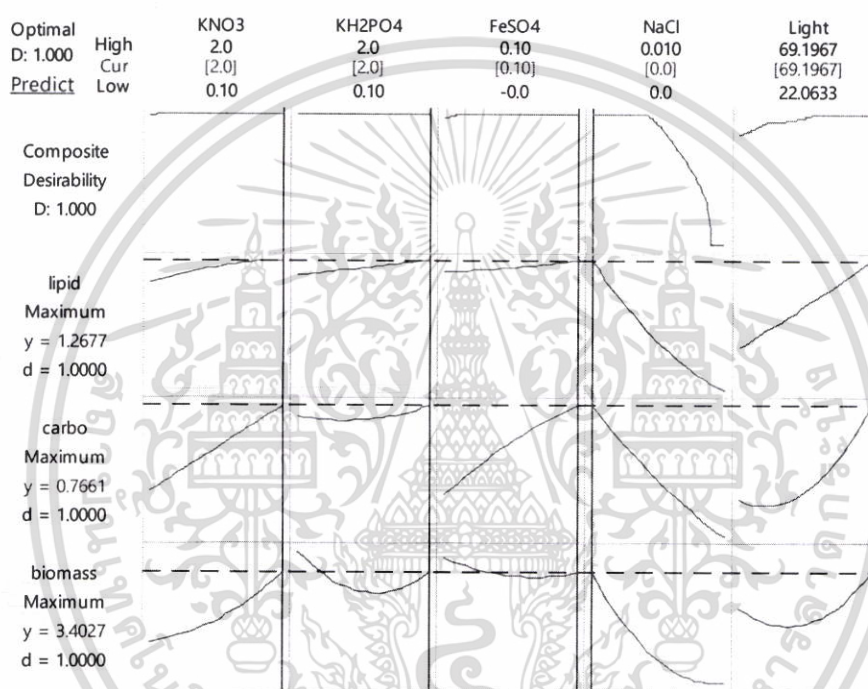 Optimal KNO3 KH2PO4 FeSO4 NaCl Light
D: 1.000 High 2.0 2.0 0.10 0.010 69.1967
Cur [2.0] [2.0] [0.10] [0.0] [69.1967]
Predict Low 0.10 0.10 -0.0 0.0 22.0633
Composite
Desirability
D: 1.000
lipid
Maximum
y = 1.2677
d = 1.0000
carbo
Maximum
y = 0.7661
d = 1.0000
biomass
Maximum
y = 3.4027
d = 1.0000